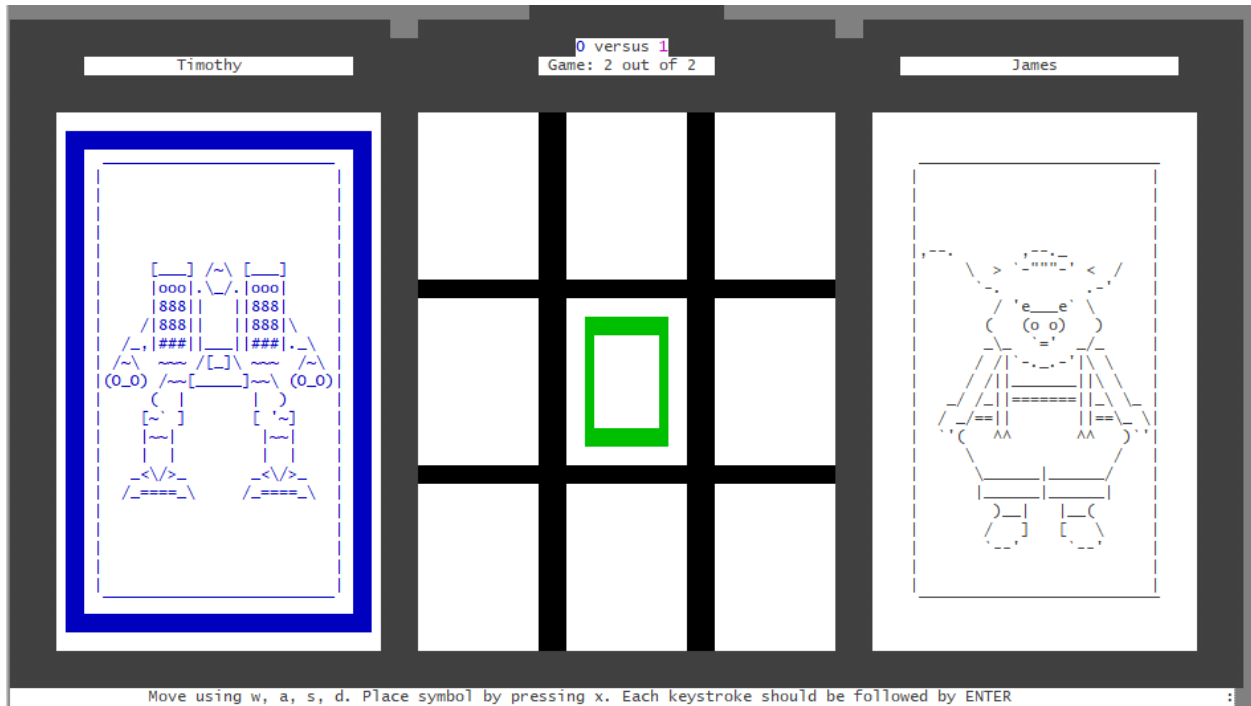 0 versus 1
Timothy
Game: 2 out of 2
James
Move using w, a, s, d. Place symbol by pressing x. Each keystroke should be followed by ENTER :